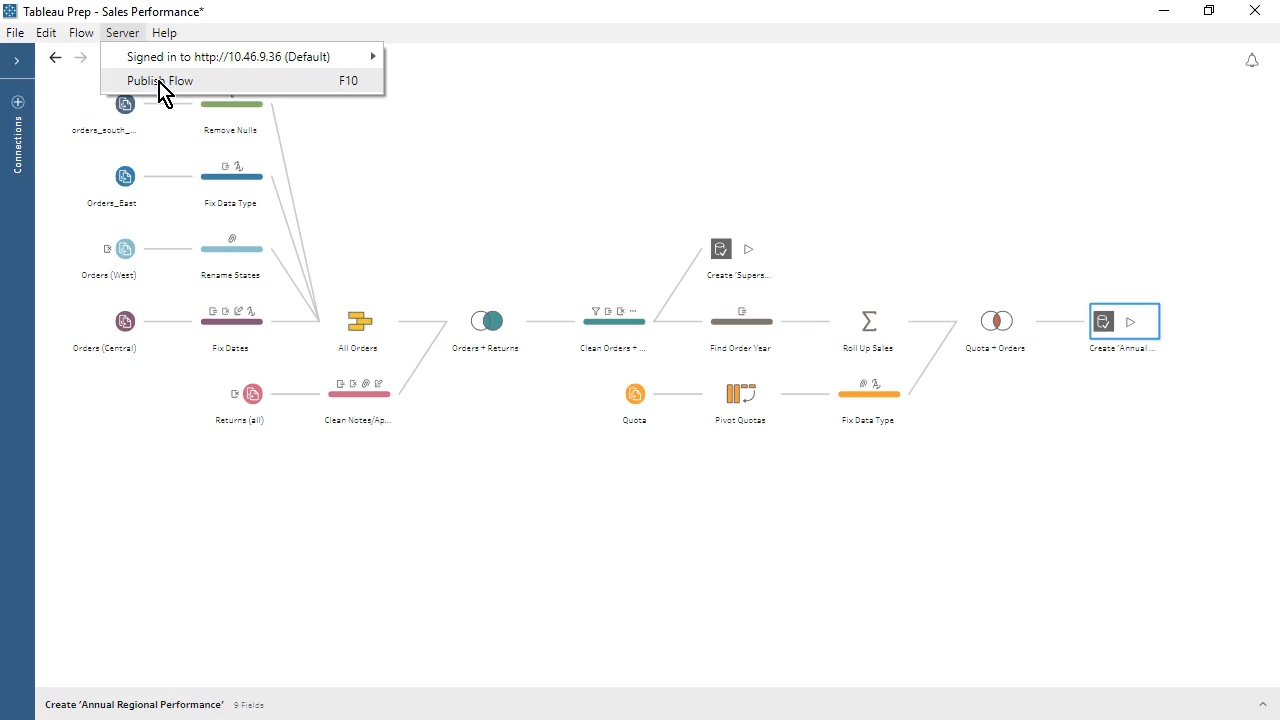 Tableau Prep - Sales Performance*
File Edit Flow Server Help
Signed in to http://10.46.9.36 (Default)
Publish Flow F10
Connections
orders_south_... Remove Nulls
Orders_East Fix Data Type
Orders (West) Rename States Create 'Supers...
Orders (Central) Fix Dates All Orders Orders + Returns Clean Orders + ... Find Order Year Roll Up Sales Quota + Orders Create 'Annual ...
Returns (all) Clean Notes/Ap... Quota Pivot Quotas Fix Data Type
Create 'Annual Regional Performance' 9 Fields